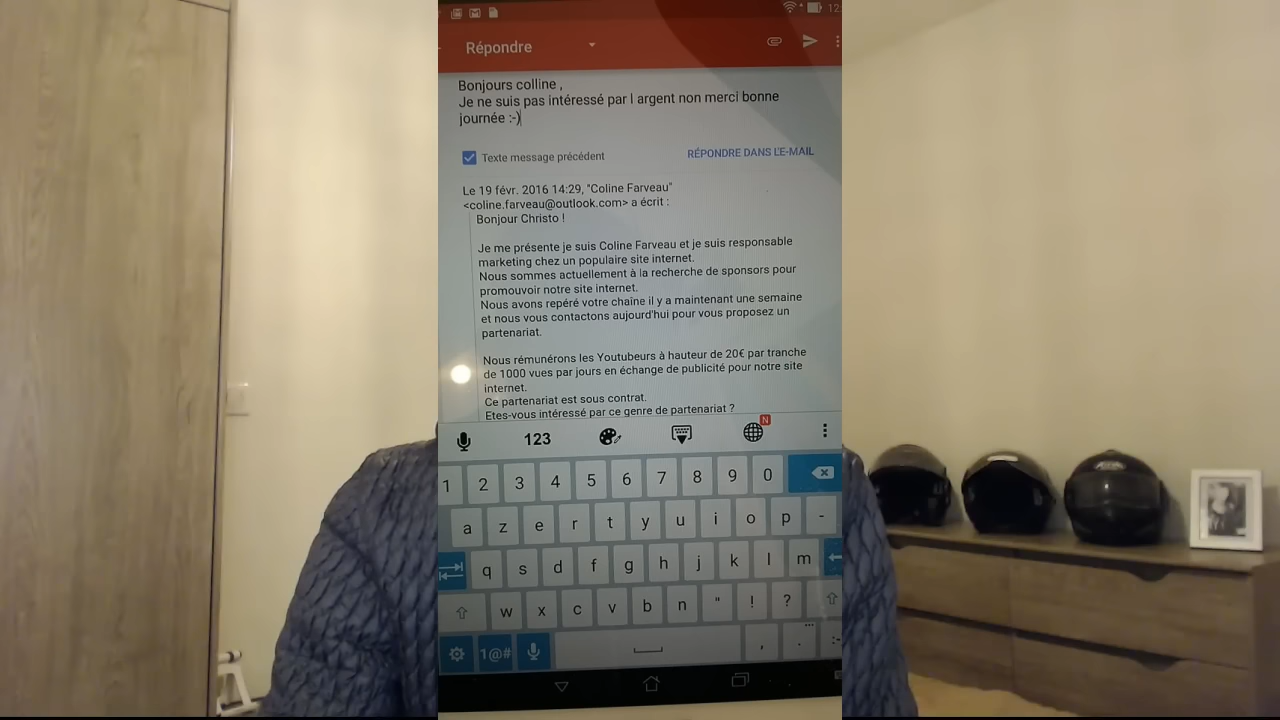 12:
Répondre
Bonjours colline ,
Je ne suis pas intéressé par l argent non merci bonne
journée :-)
Texte message précédent
RÉPONDRE DANS L'E-MAIL
Le 19 févr. 2016 14:29, "Coline Farveau"
<coline.farveau@outlook.com> a écrit :
Bonjour Christo !
Je me présente je suis Coline Farveau et je suis responsable
marketing chez un populaire site internet.
Nous sommes actuellement à la recherche de sponsors pour
promouvoir notre site internet.
Nous avons repéré votre chaîne il y a maintenant une semaine
et nous vous contactons aujourd'hui pour vous proposez un
partenariat.
Nous rémunérons les Youtubeurs à hauteur de 20€ par tranche
de 1000 vues par jours en échange de publicité pour notre site
internet.
Ce partenariat est sous contrat.
Etes-vous intéressé par ce genre de partenariat ?
123
N
1 2 3 4 5 6 7 8 9 0
a z e r t y u i o p -
q s d f g h j k l m
w x c v b n " ! ?
1@# , . :-